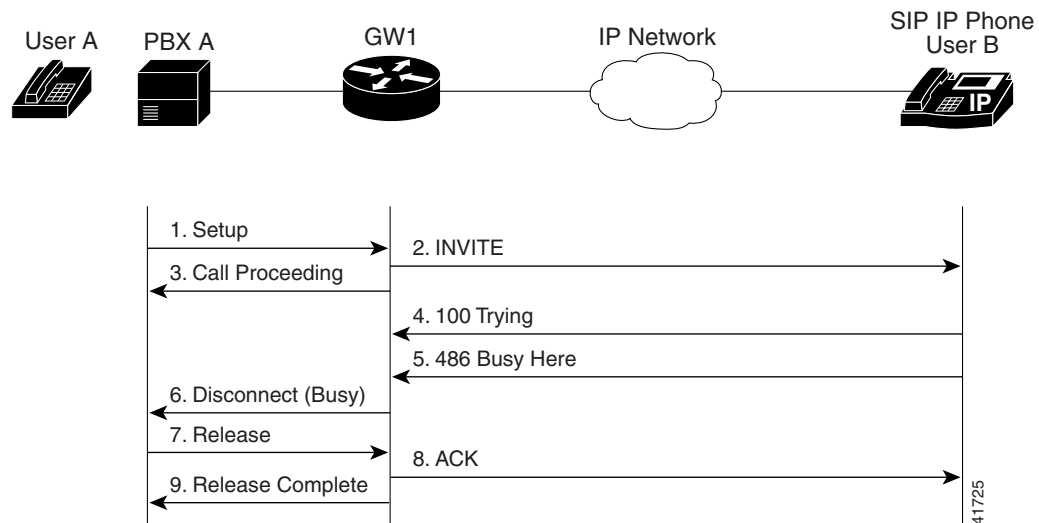 User A
PBX A
GW1
IP Network
SIP IP Phone
User B
IP
1. Setup
2. INVITE
3. Call Proceeding
4. 100 Trying
5. 486 Busy Here
6. Disconnect (Busy)
7. Release
8. ACK
9. Release Complete
41725